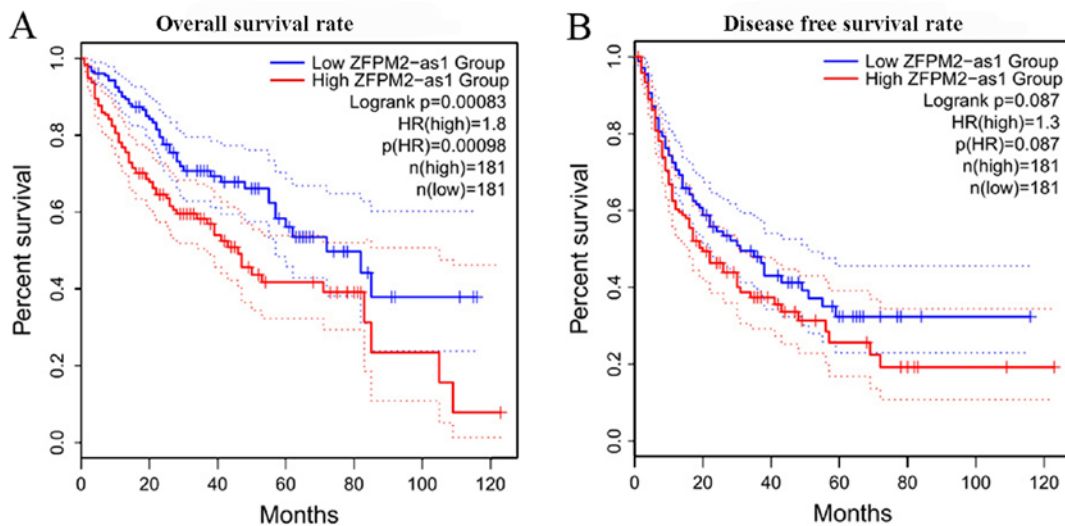 A
Overall survival rate
Low ZFPM2-as1 Group
High ZFPM2-as1 Group
Logrank p=0.00083
HR(high)=1.8
p(HR)=0.00098
n(high)=181
n(low)=181
Percent survival
1.0
0.8
0.6
0.4
0.2
0.0
0 20 40 60 80 100 120
Months
B
Disease free survival rate
Low ZFPM2-as1 Group
High ZFPM2-as1 Group
Logrank p=0.087
HR(high)=1.3
p(HR)=0.087
n(high)=181
n(low)=181
Percent survival
1.0
0.8
0.6
0.4
0.2
0.0
0 20 40 60 80 100 120
Months